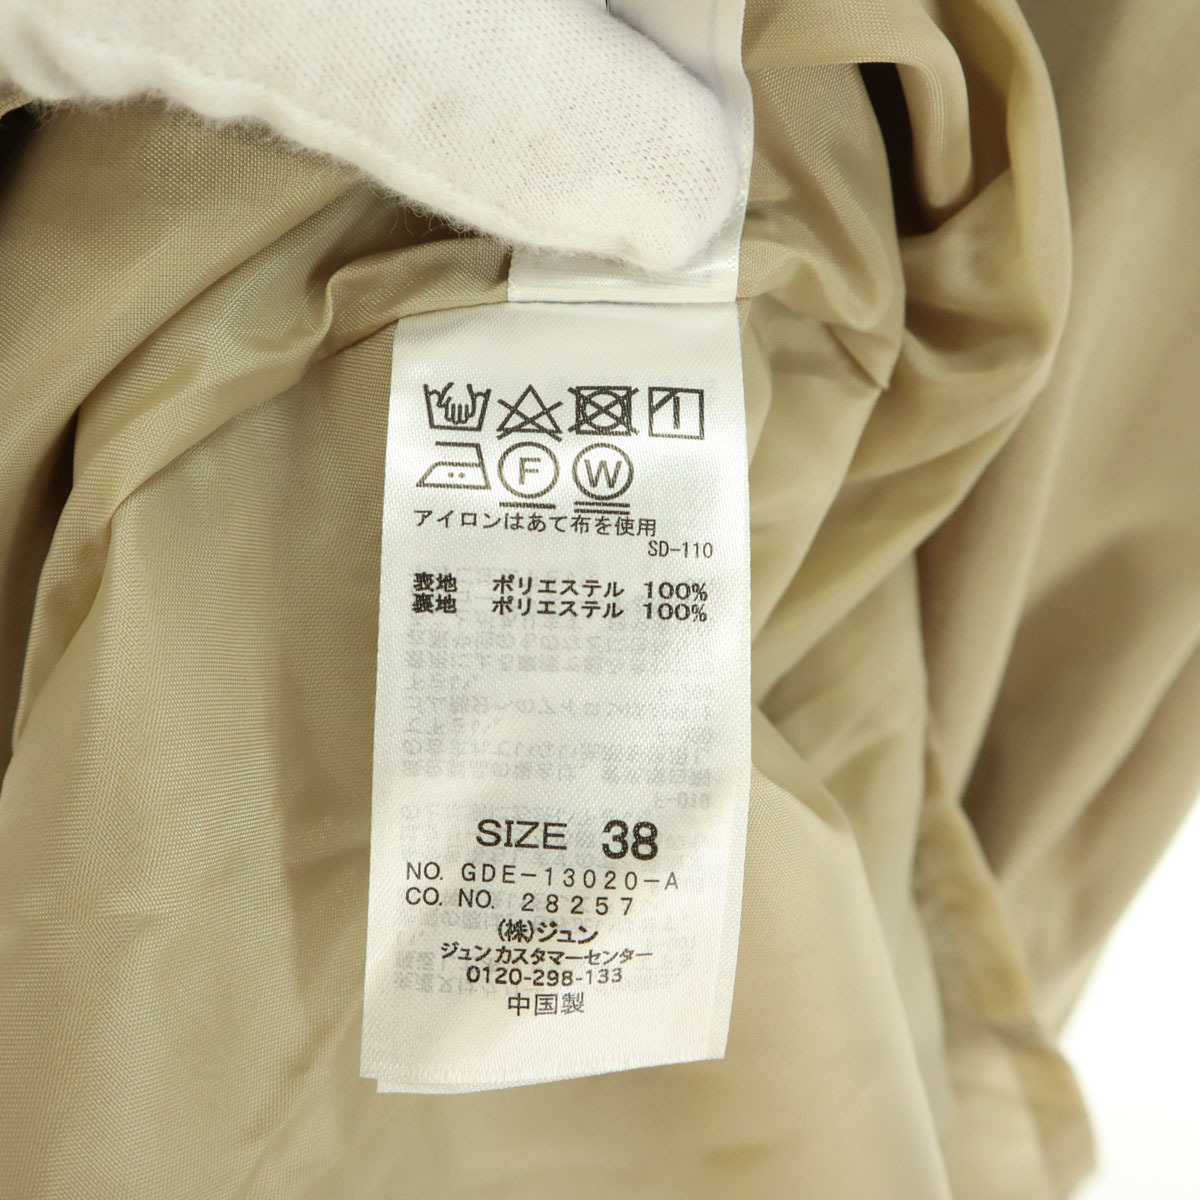 F W
アイロンはあて布を使用
SD-110
表地 ポリエステル 100%
裏地 ポリエステル 100%
SIZE 38
NO. GDE-13020-A
CO. NO. 28257
(株)ジュン
ジュンカスタマーセンター
0120-298-133
中国製